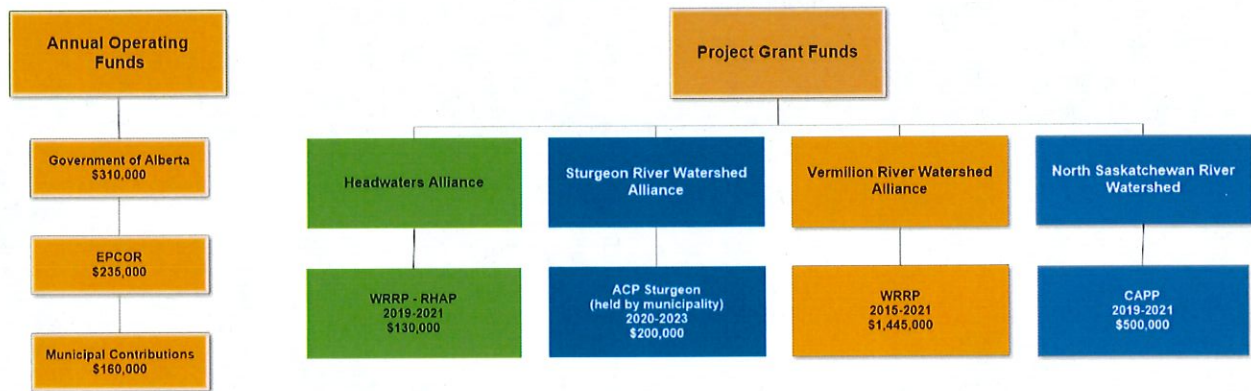 Annual Operating
Funds
Government of Alberta
$310,000
EPCOR
$235,000
Municipal Contributions
$160,000
Project Grant Funds
Headwaters Alliance
Sturgeon River Watershed
Alliance
Vermilion River Watershed
Alliance
North Saskatchewan River
Watershed
WRRP - RHAP
2019-2021
$130,000
ACP Sturgeon
(held by municipality)
2020-2023
$200,000
WRRP
2015-2021
$1,445,000
CAPP
2019-2021
$500,000